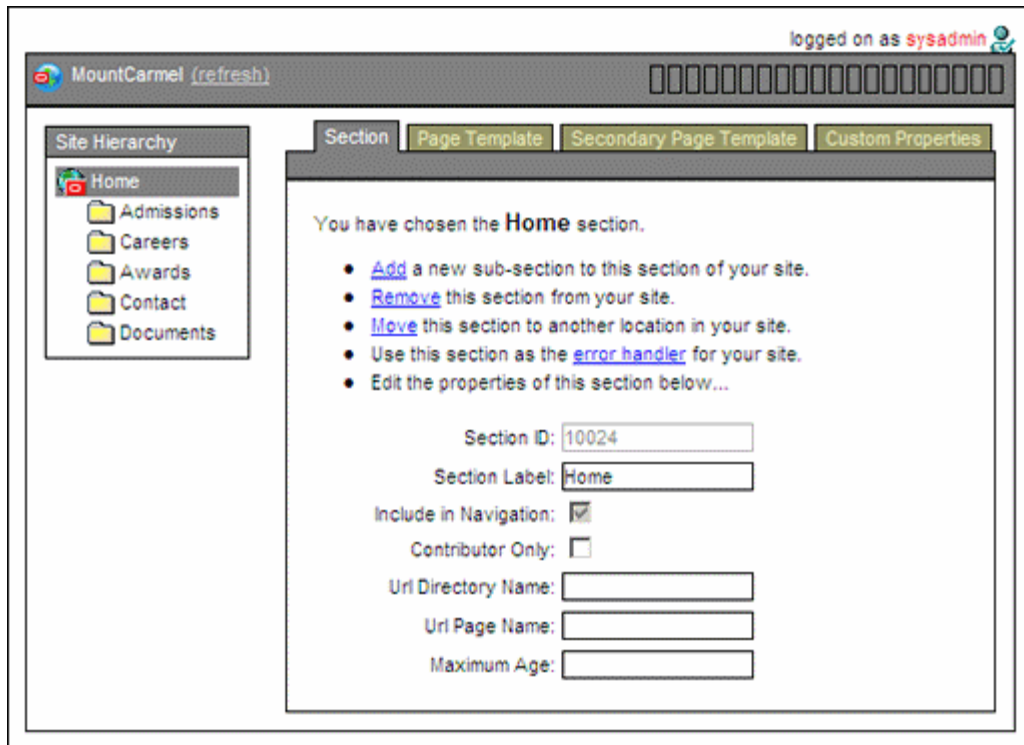 logged on as sysadmin
MountCarmel (refresh)
Site Hierarchy
Home
Admissions
Careers
Awards
Contact
Documents
Section Page Template Secondary Page Template Custom Properties
You have chosen the Home section.
Add a new sub-section to this section of your site.
Remove this section from your site.
Move this section to another location in your site.
Use this section as the error handler for your site.
Edit the properties of this section below...
Section ID: 10024
Section Label: Home
Include in Navigation:
Contributor Only:
Url Directory Name:
Url Page Name:
Maximum Age: